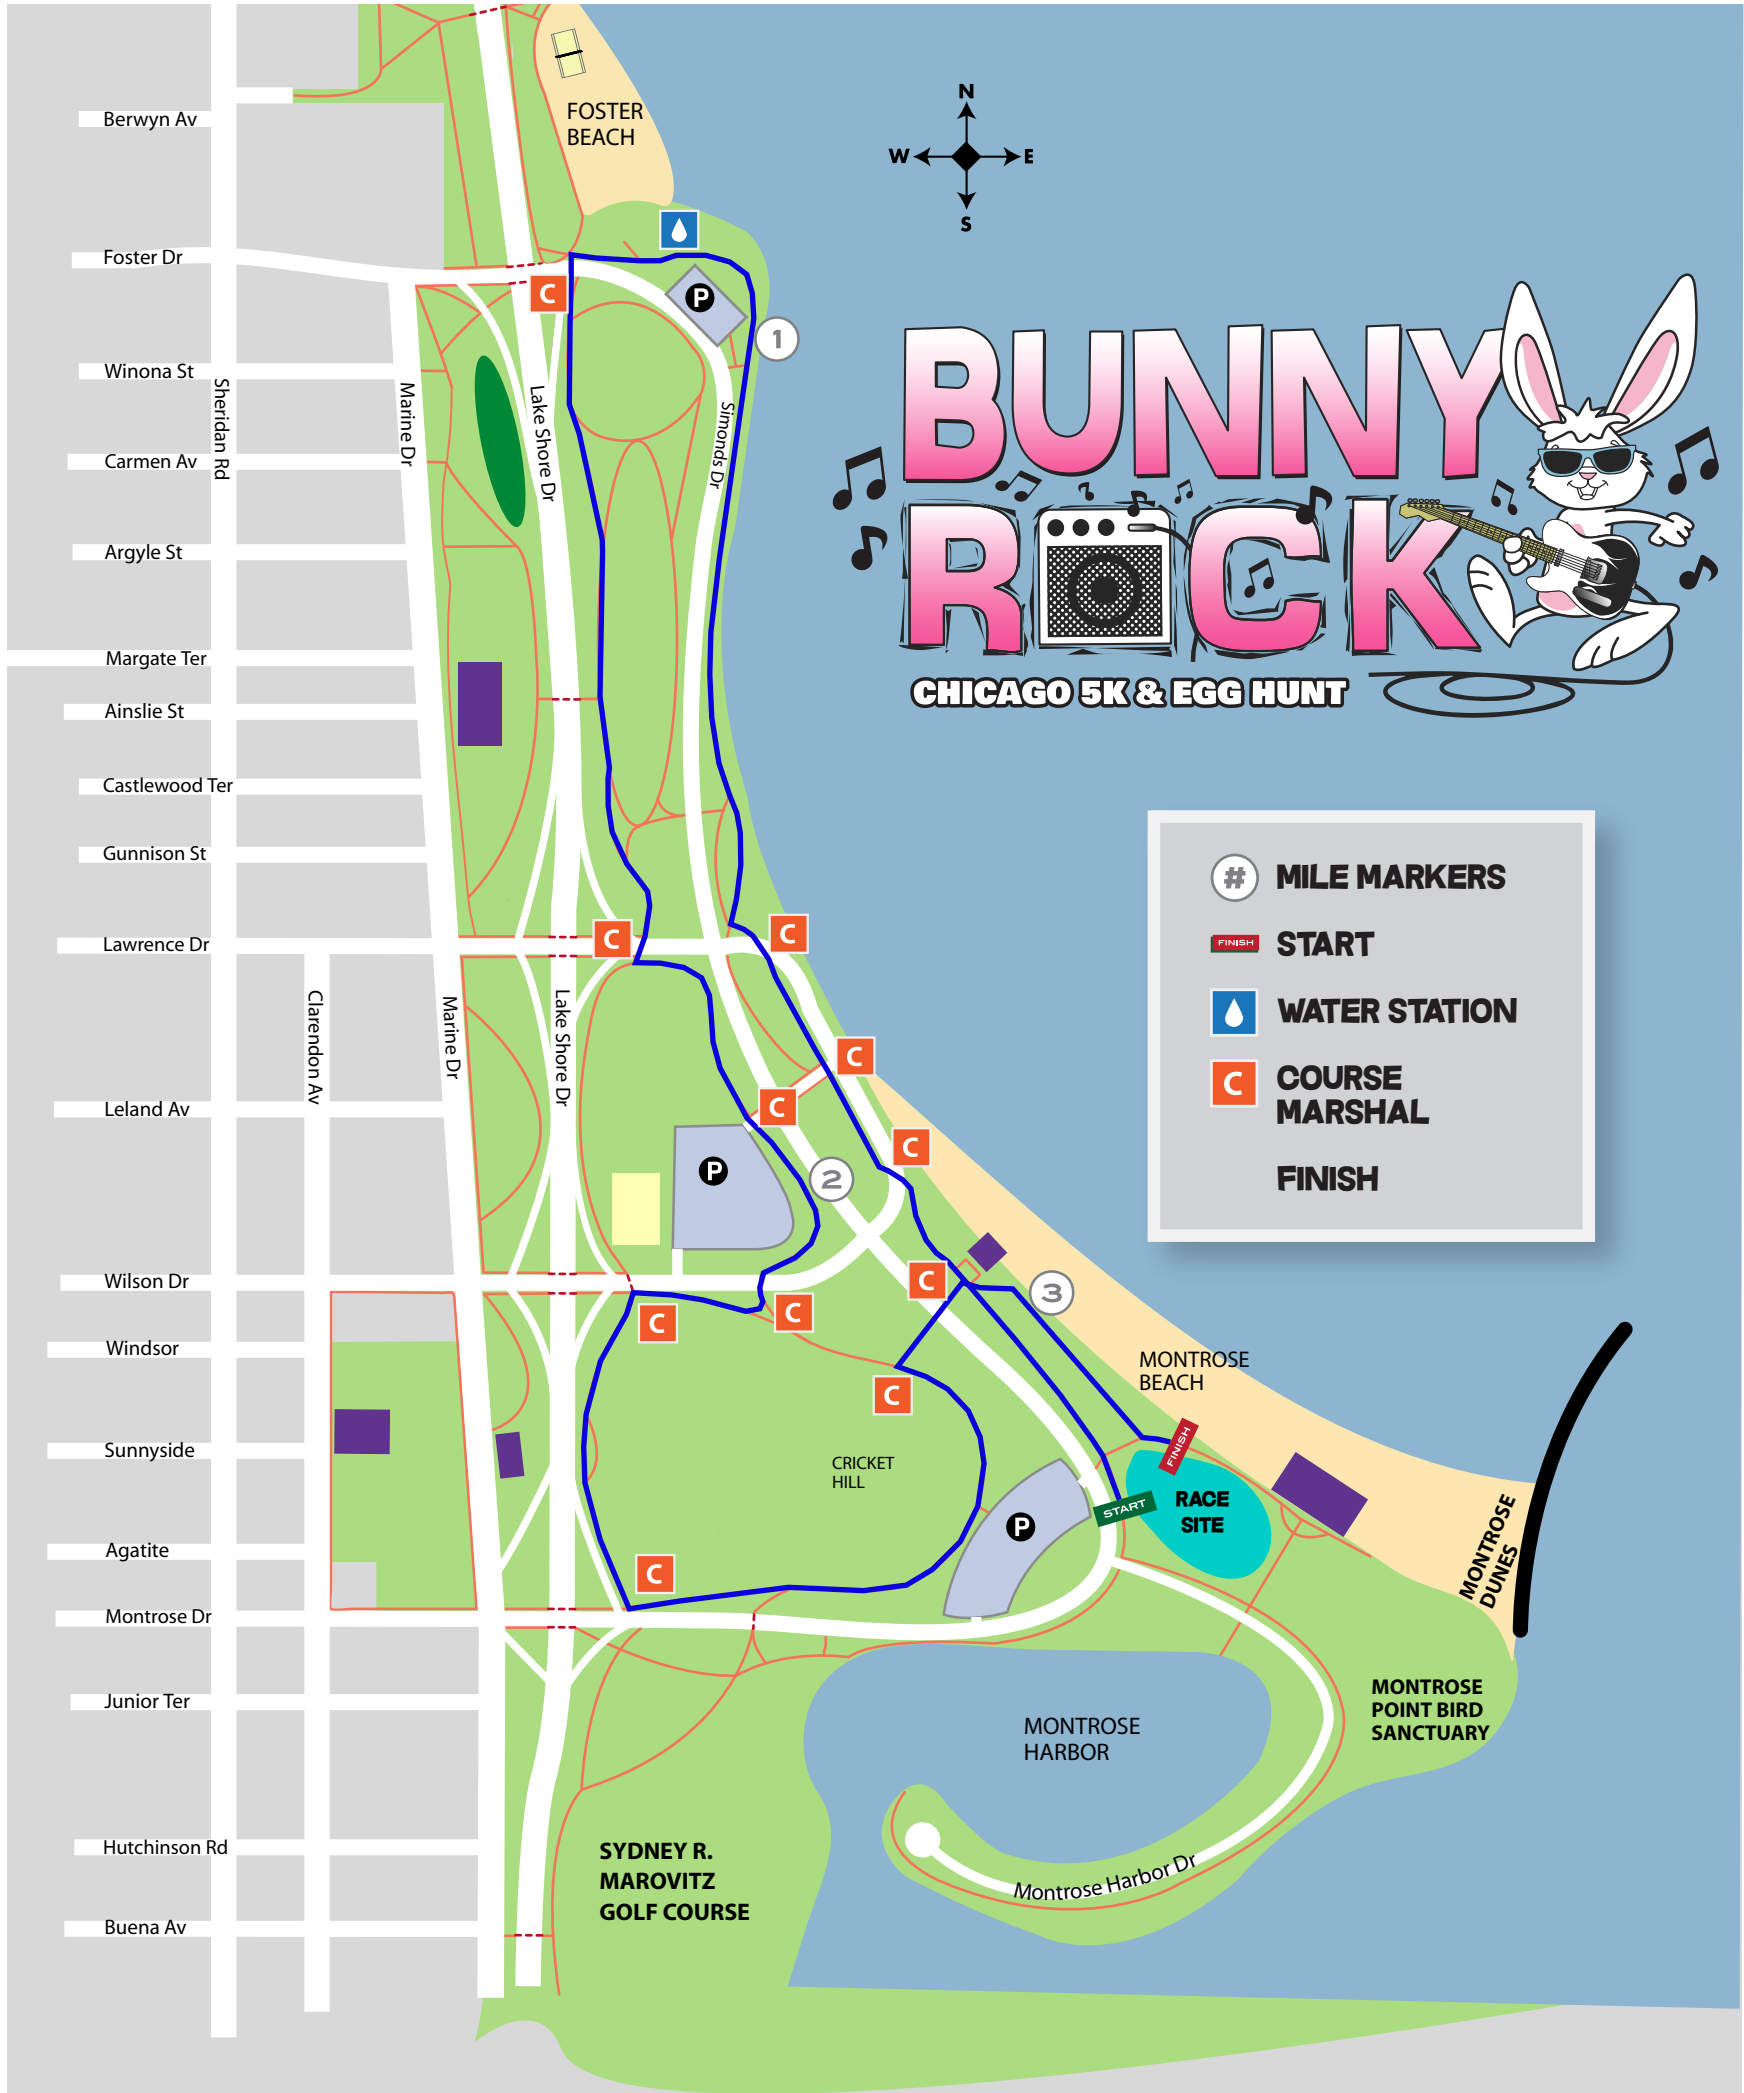 N
W E
S
FOSTER
BEACH
Berwyn Av
Foster Dr
C
P
1
BUNNY
ROCK
CHICAGO 5K & EGG HUNT
Winona St
Sheridan Rd
Marine Dr
Lake Shore Dr
Simonds Dr
Carmen Av
Argyle St
Margate Ter
Ainslie St
Castlewood Ter
Gunnison St
Lawrence Dr
C
C
# MILE MARKERS
FINISH START
WATER STATION
C COURSE
MARSHAL
FINISH
Clarendon Av
Marine Dr
Lake Shore Dr
C
C
Leland Av
C
P
2
Wilson Dr
C
3
C
C
Windsor
MONTROSE
BEACH
C
Sunnyside
CRICKET
HILL
FINISH
START
RACE
SITE
P
MONTROSE
DUNES
Agatite
C
Montrose Dr
Junior Ter
MONTROSE
HARBOR
MONTROSE
POINT BIRD
SANCTUARY
Hutchinson Rd
SYDNEY R.
MAROVITZ
GOLF COURSE
Montrose Harbor Dr
Buena Av